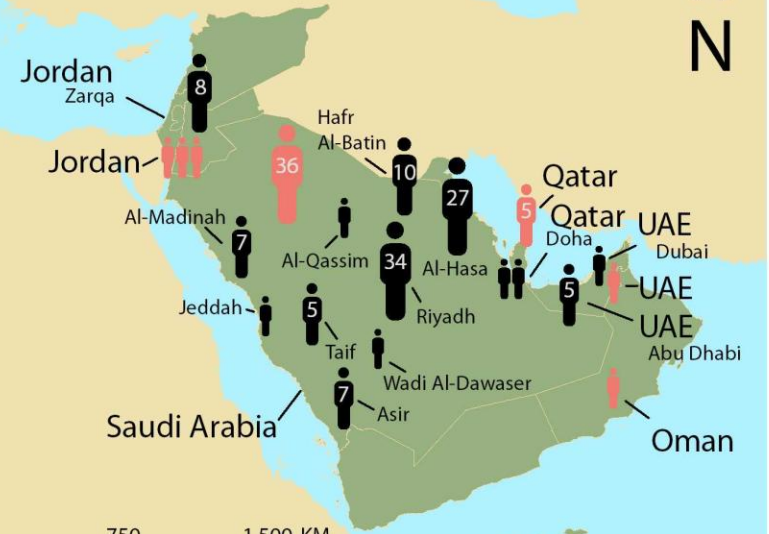 N
Jordan
Zarqa
8
Jordan
36
Hafr
Al-Batin
10
27
Qatar
5
Qatar
Doha
UAE
Dubai
UAE
5
UAE
Abu Dhabi
Al-Madinah
7
Al-Qassim
34
Al-Hasa
Riyadh
Jeddah
5
Taif
Wadi Al-Dawaser
7
Asir
Saudi Arabia
Oman
750
1,500 KM